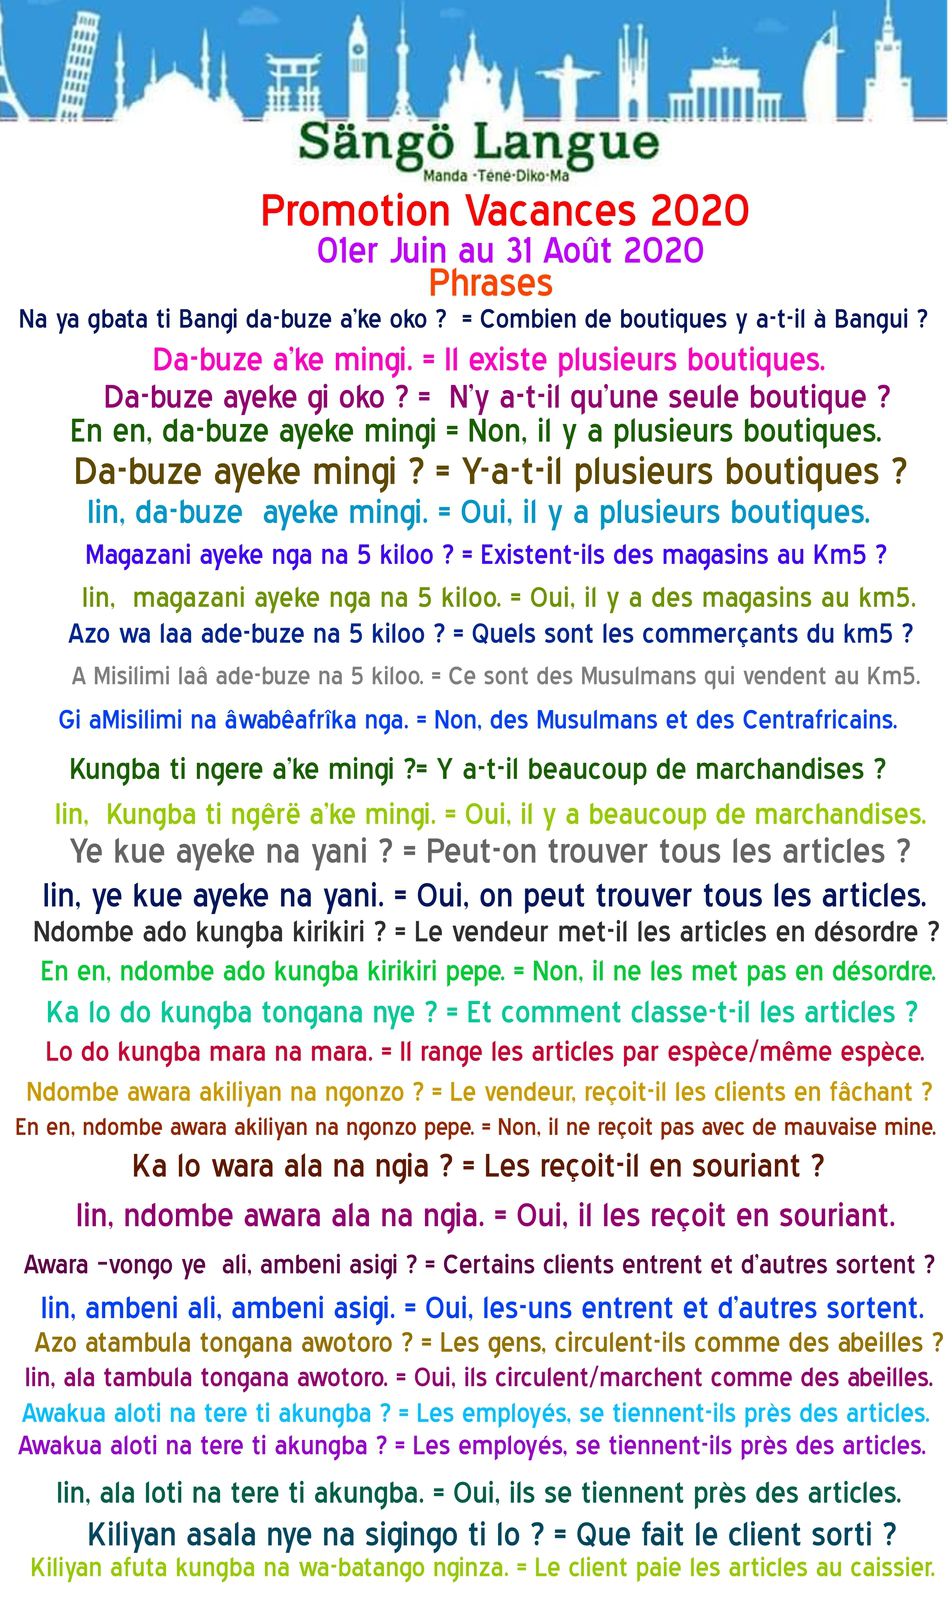 Sängö Langue
Manda -Téné-Diko-Ma
Promotion Vacances 2020
01er Juin au 31 Août 2020
Phrases
Na ya gbata ti Bangi da-buze a’ke oko ? = Combien de boutiques y a-t-il à Bangui ?
Da-buze a’ke mingi. = Il existe plusieurs boutiques.
Da-buze ayeke gi oko ? = N’y a-t-il qu’une seule boutique ?
En en, da-buze ayeke mingi = Non, il y a plusieurs boutiques.
Da-buze ayeke mingi ? = Y-a-t-il plusieurs boutiques ?
Iin, da-buze ayeke mingi. = Oui, il y a plusieurs boutiques.
Magazani ayeke nga na 5 kiloo ? = Existent-ils des magasins au Km5 ?
Iin, magazani ayeke nga na 5 kiloo. = Oui, il y a des magasins au km5.
Azo wa laa ade-buze na 5 kiloo ? = Quels sont les commerçants du km5 ?
A Misilimi laâ ade-buze na 5 kiloo. = Ce sont des Musulmans qui vendent au Km5.
Gi aMisilimi na âwabêafrîka nga. = Non, des Musulmans et des Centrafricains.
Kungba ti ngere a’ke mingi ?= Y a-t-il beaucoup de marchandises ?
Iin, Kungba ti ngêrë a’ke mingi. = Oui, il y a beaucoup de marchandises.
Ye kue ayeke na yani ? = Peut-on trouver tous les articles ?
Iin, ye kue ayeke na yani. = Oui, on peut trouver tous les articles.
Ndombe ado kungba kirikiri ? = Le vendeur met-il les articles en désordre ?
En en, ndombe ado kungba kirikiri pepe. = Non, il ne les met pas en désordre.
Ka lo do kungba tongana nye ? = Et comment classe-t-il les articles ?
Lo do kungba mara na mara. = Il range les articles par espèce/même espèce.
Ndombe awara akiliyan na ngonzo ? = Le vendeur, reçoit-il les clients en fâchant ?
En en, ndombe awara akiliyan na ngonzo pepe. = Non, il ne reçoit pas avec de mauvaise mine.
Ka lo wara ala na ngia ? = Les reçoit-il en souriant ?
Iin, ndombe awara ala na ngia. = Oui, il les reçoit en souriant.
Awara –vongo ye ali, ambeni asigi ? = Certains clients entrent et d’autres sortent ?
Iin, ambeni ali, ambeni asigi. = Oui, les-uns entrent et d’autres sortent.
Azo atambula tongana awotoro ? = Les gens, circulent-ils comme des abeilles ?
Iin, ala tambula tongana awotoro. = Oui, ils circulent/marchent comme des abeilles.
Awakua aloti na tere ti akungba ? = Les employés, se tiennent-ils près des articles.
Awakua aloti na tere ti akungba ? = Les employés, se tiennent-ils près des articles.
Iin, ala loti na tere ti akungba. = Oui, ils se tiennent près des articles.
Kiliyan asala nye na sigingo ti lo ? = Que fait le client sorti ?
Kiliyan afuta kungba na wa-batango nginza. = Le client paie les articles au caissier.